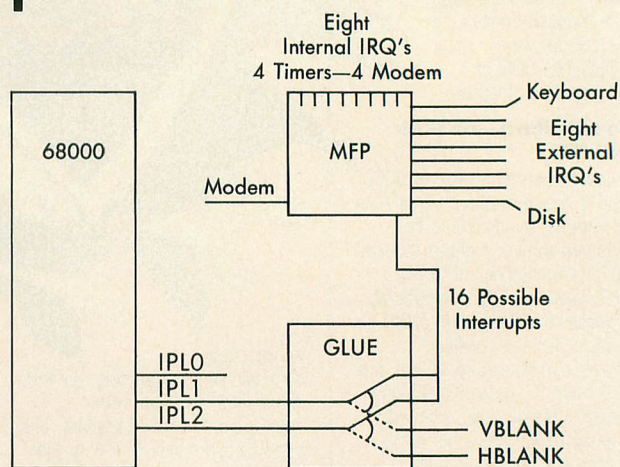 Eight
Internal IRQ's
4 Timers—4 Modem
Keyboard
68000
MFP
Eight
External
IRQ's
Modem
Disk
16 Possible
Interrupts
GLUE
IPL0
IPL1
IPL2
VBLANK
HBLANK